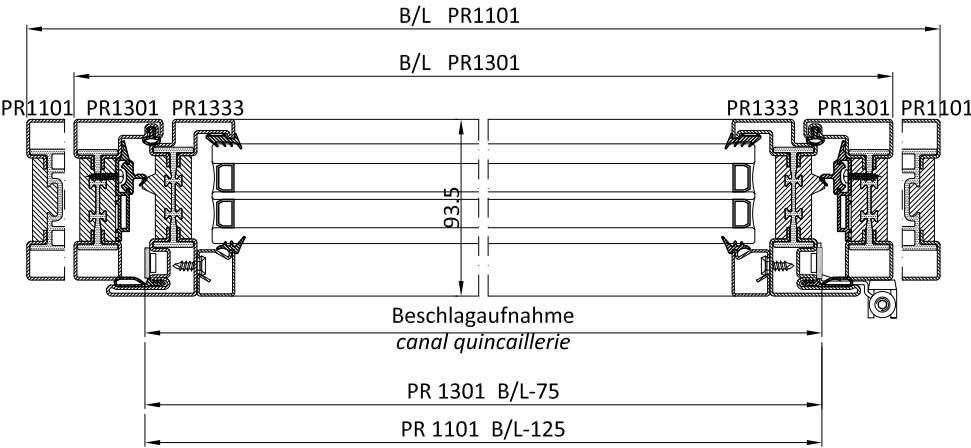 B/L PR1101
B/L PR1301
PR1101 PR1301 PR1333 PR1333 PR1301 PR1101
93.5
Beschlagaufnahme
canal quincaillerie
PR 1301 B/L-75
PR 1101 B/L-125